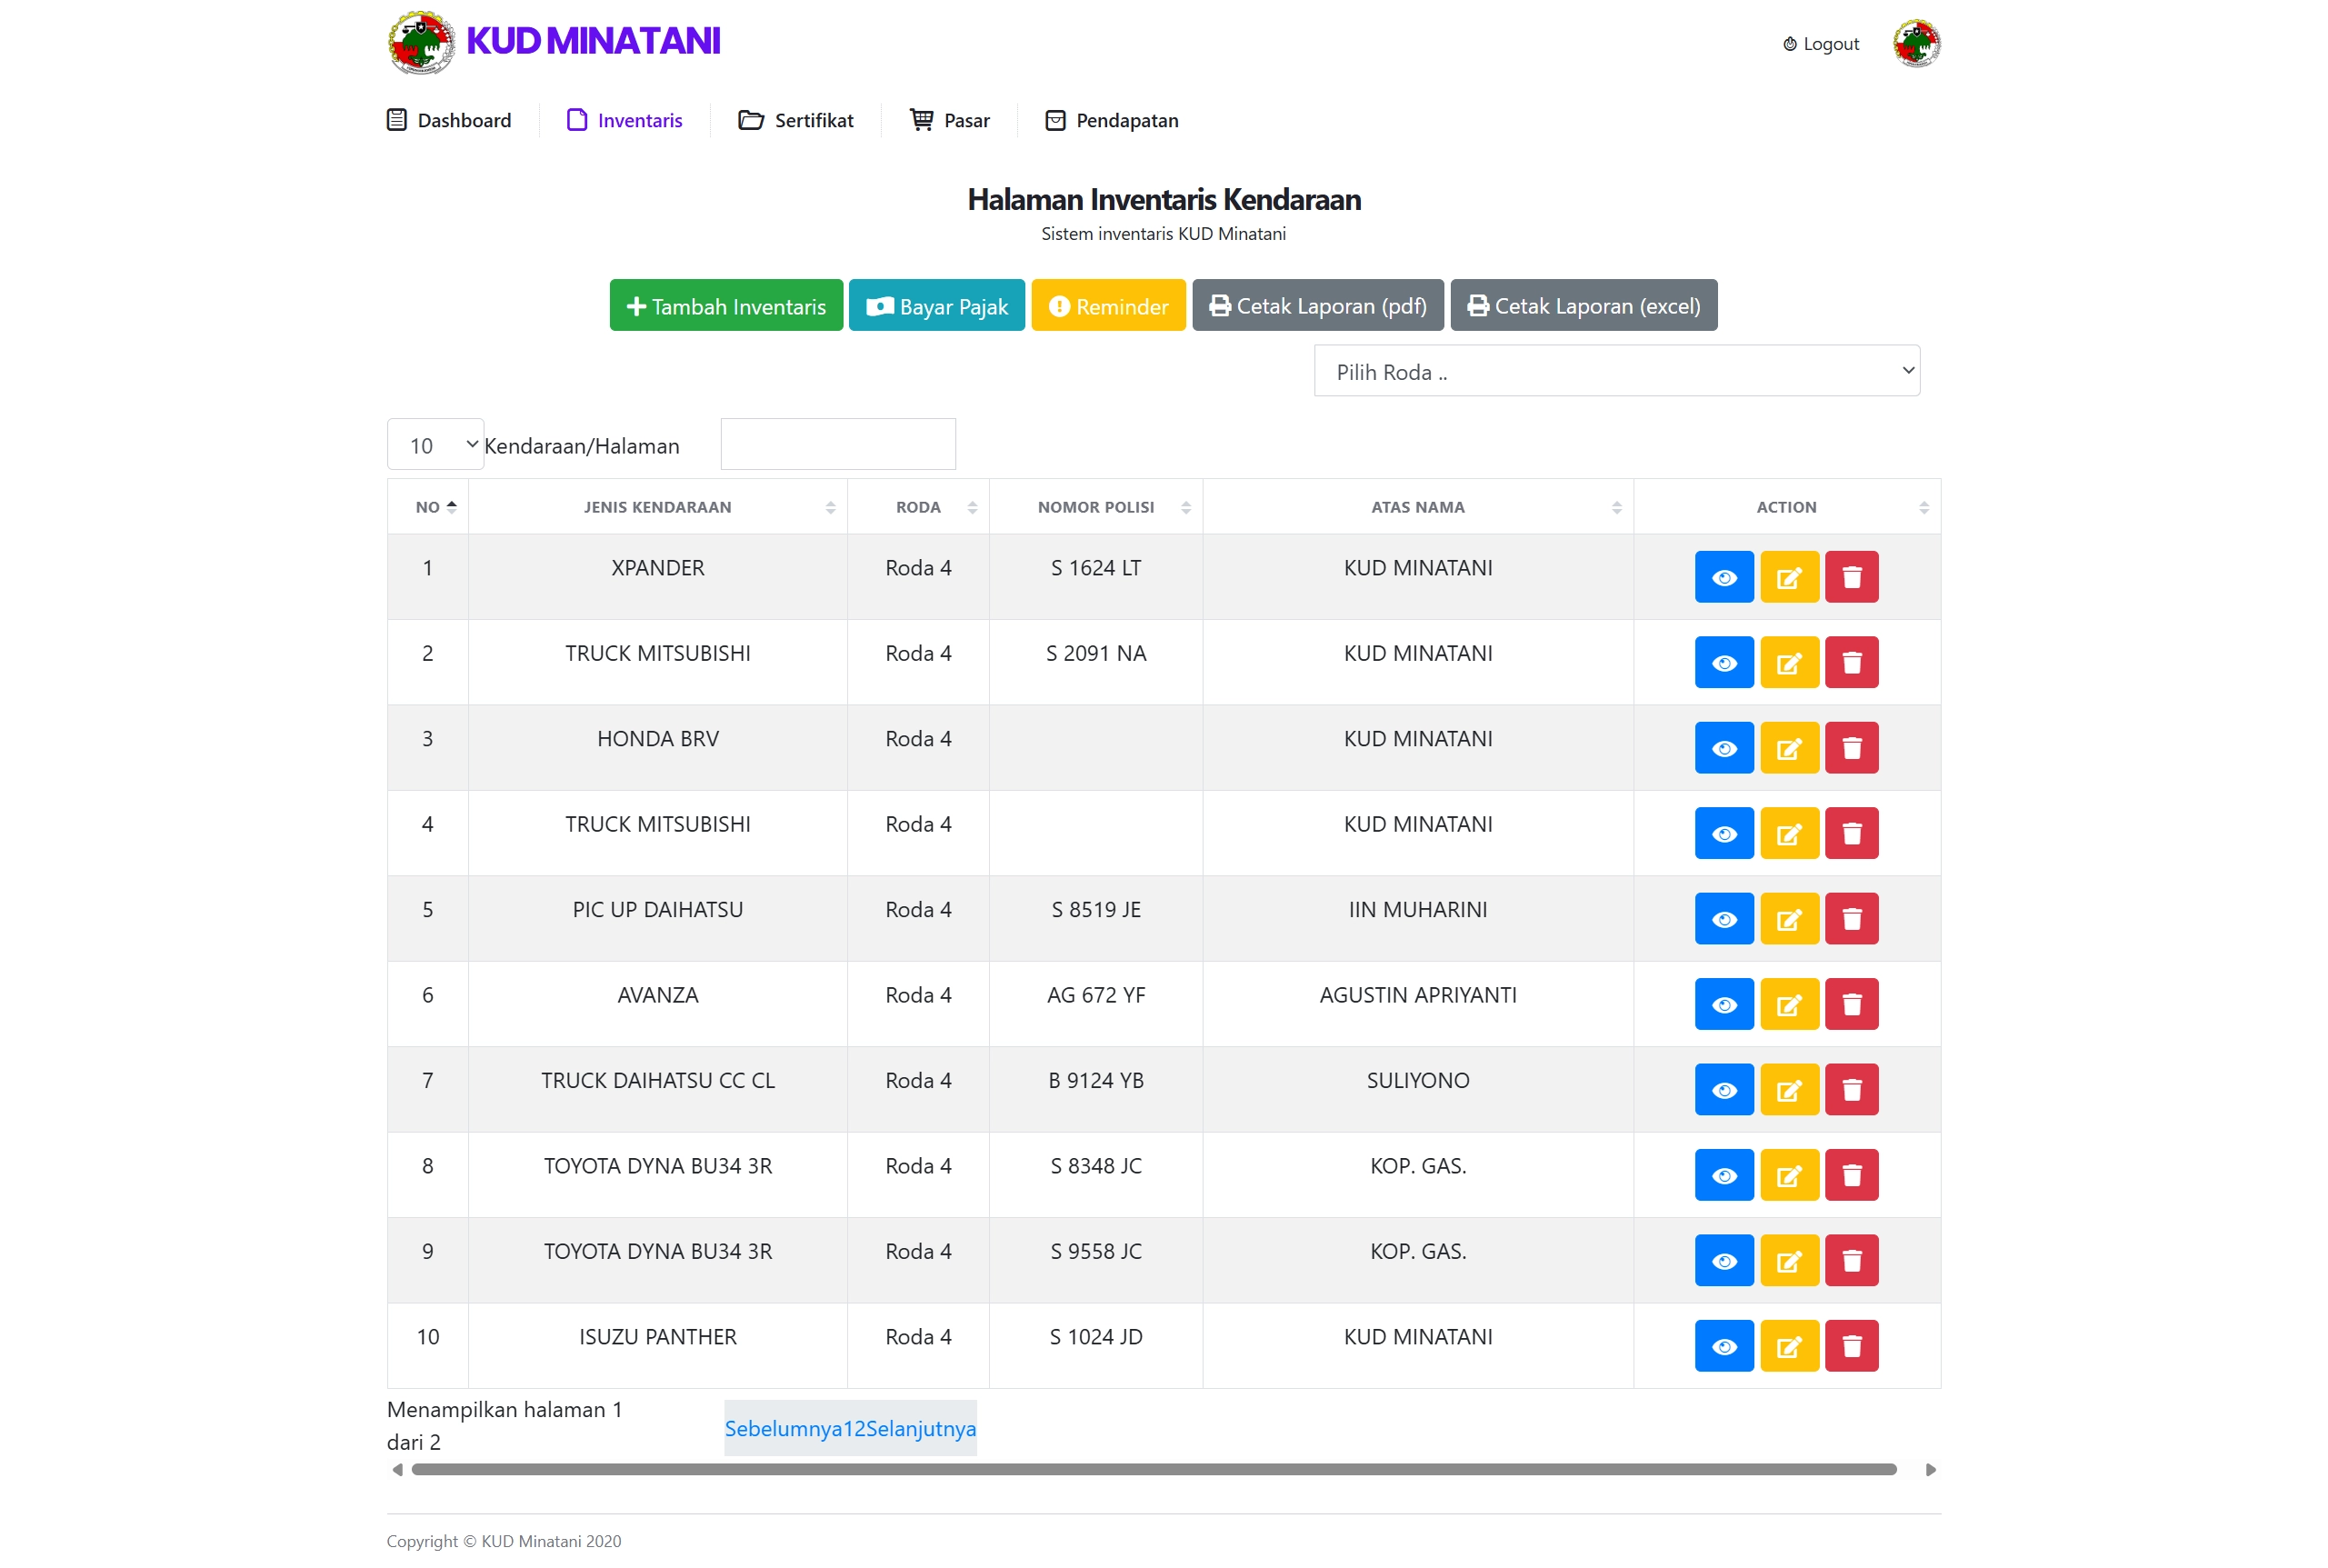 KUD MINATANI
Logout
Dashboard Inventaris Sertifikat Pasar Pendapatan
Halaman Inventaris Kendaraan
Sistem inventaris KUD Minatani
Tambah Inventaris Bayar Pajak Reminder Cetak Laporan (pdf) Cetak Laporan (excel)
Pilih Roda ..
10 Kendaraan/Halaman
NO JENIS KENDARAAN RODA NOMOR POLISI ATAS NAMA ACTION
1 XPANDER Roda 4 S 1624 LT KUD MINATANI
2 TRUCK MITSUBISHI Roda 4 S 2091 NA KUD MINATANI
3 HONDA BRV Roda 4 KUD MINATANI
4 TRUCK MITSUBISHI Roda 4 KUD MINATANI
5 PIC UP DAIHATSU Roda 4 S 8519 JE IIN MUHARINI
6 AVANZA Roda 4 AG 672 YF AGUSTIN APRIYANTI
7 TRUCK DAIHATSU CC CL Roda 4 B 9124 YB SULIYONO
8 TOYOTA DYNA BU34 3R Roda 4 S 8348 JC KOP. GAS.
9 TOYOTA DYNA BU34 3R Roda 4 S 9558 JC KOP. GAS.
10 ISUZU PANTHER Roda 4 S 1024 JD KUD MINATANI
Menampilkan halaman 1
dari 2
Sebelumnya12Selanjutnya
Copyright © KUD Minatani 2020